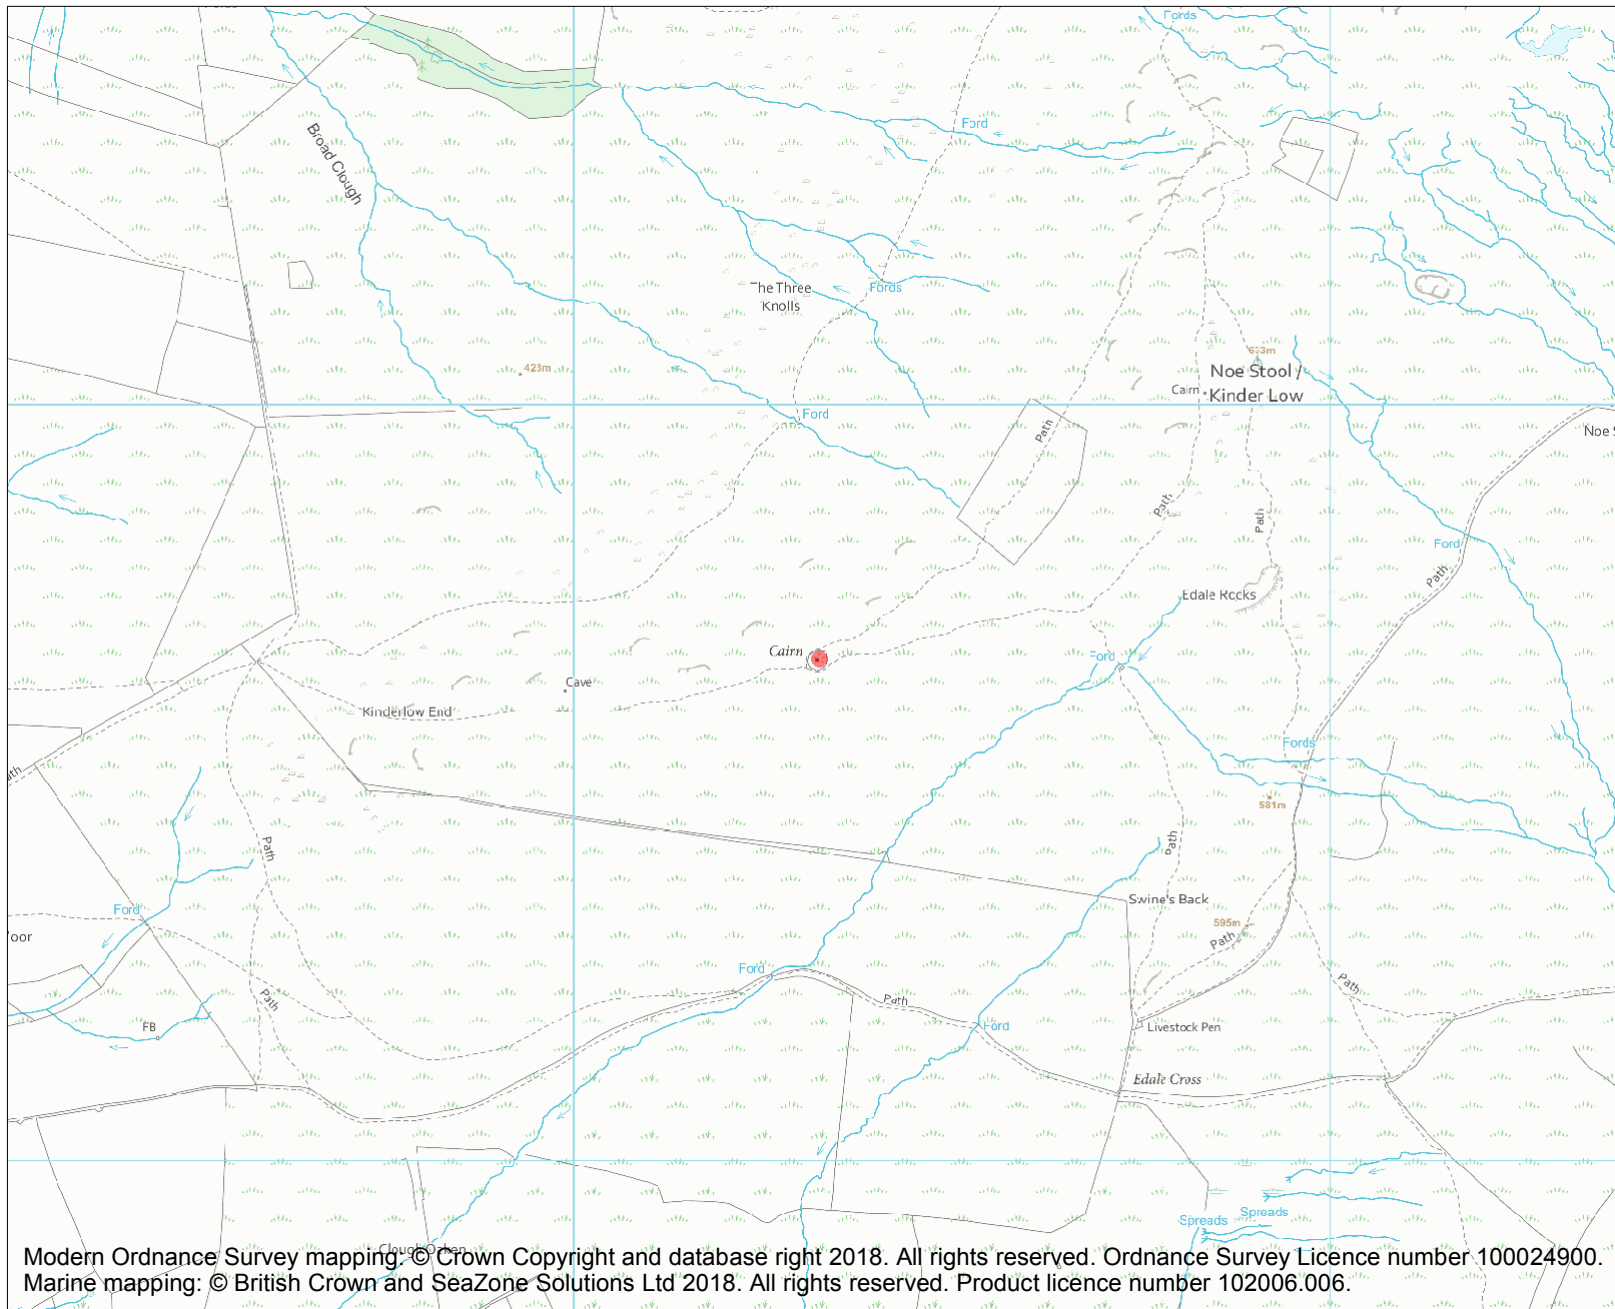 Fords
Ford
Broad Clough
The Three
Knolls
Fords
633m
423m
Noe Stool /
Cairn
Kinder Low
Ford
Path
Noe S
Path
Path
Ford
Path
Edale Rocks
Cairn
Ford
Cave
Kinderlow End
Fords
ath
581m
Path
Path
Swine's Back
Ford
595m
Path
oor
Ford
Path
Path
Path
FB
Ford
Livestock Pen
Edale Cross
Spreads
Spreads
Clough Oaken
Modern Ordnance Survey mapping: © Crown Copyright and database right 2018. All rights reserved. Ordnance Survey Licence number 100024900.
Marine mapping: © British Crown and SeaZone Solutions Ltd 2018. All rights reserved. Product licence number 102006.006.